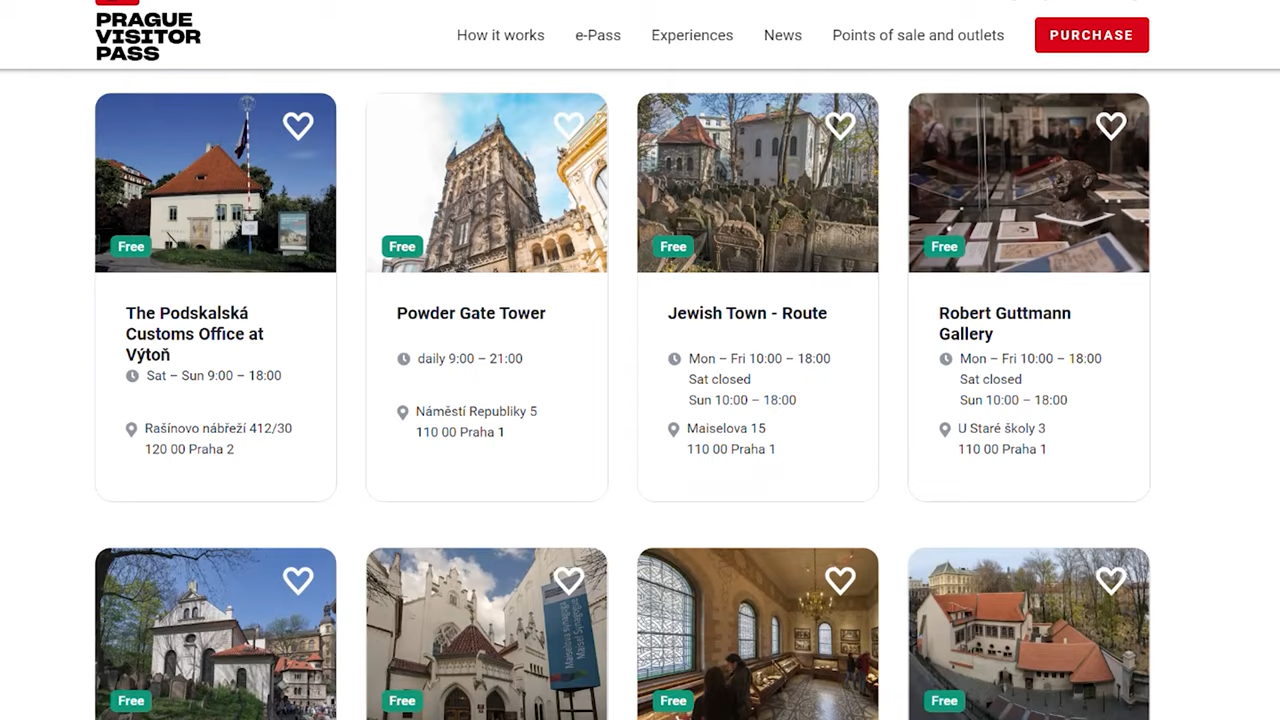 PRAGUE
VISITOR
PASS
How it works
e-Pass
Experiences
News
Points of sale and outlets
PURCHASE
Free
Free
Free
Free
The Podskalská
Customs Office at
Výtoň
Sat – Sun 9:00 – 18:00
Rašínovo nábřeží 412/30
120 00 Praha 2
Powder Gate Tower
daily 9:00 – 21:00
Náměstí Republiky 5
110 00 Praha 1
Jewish Town - Route
Mon – Fri 10:00 – 18:00
Sat closed
Sun 10:00 – 18:00
Maiselova 15
110 00 Praha 1
Robert Guttmann
Gallery
Mon – Fri 10:00 – 18:00
Sat closed
Sun 10:00 – 18:00
U Staré školy 3
110 00 Praha 1
Free
Free
Free
Free